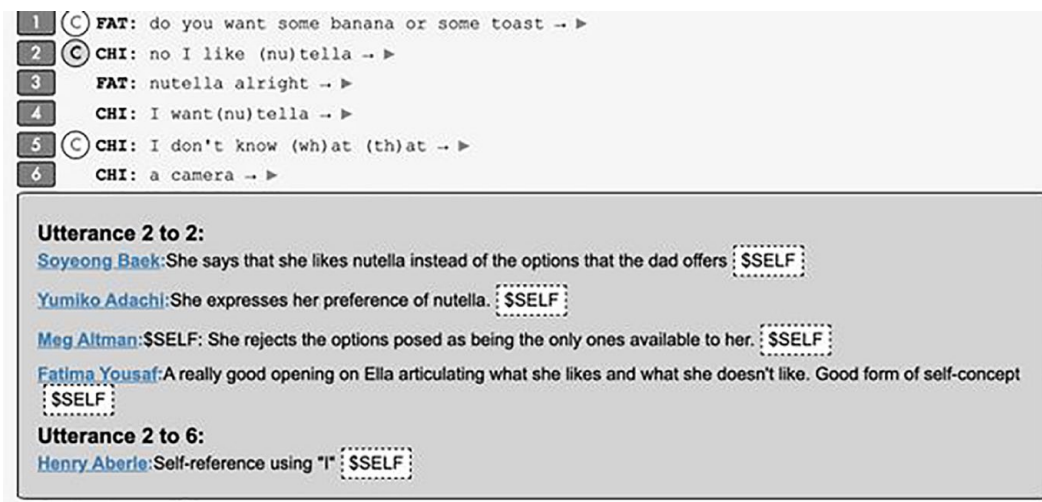 1 C FAT: do you want some banana or some toast → ▶
2 C CHI: no I like (nu)tella → ▶
3 FAT: nutella alright → ▶
4 CHI: I want(nu)tella → ▶
5 C CHI: I don't know (wh)at (th)at → ▶
6 CHI: a camera → ▶
Utterance 2 to 2:
Soyeong Baek:She says that she likes nutella instead of the options that the dad offers $SELF
Yumiko Adachi:She expresses her preference of nutella. $SELF
Meg Altman:$SELF: She rejects the options posed as being the only ones available to her. $SELF
Fatima Yousaf:A really good opening on Ella articulating what she likes and what she doesn't like. Good form of self-concept
$SELF
Utterance 2 to 6:
Henry Aberle:Self-reference using "I" $SELF